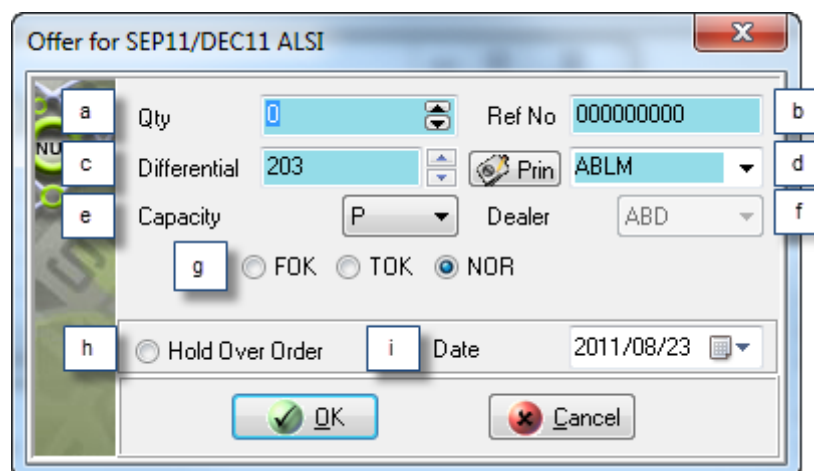 Offer for SEP11/DEC11 ALSI
a Qty 0 Ref No 000000000 b
NU
c Differential 203 Prin ABLM d
e Capacity P Dealer ABD f
g FOK TOK NOR
h Hold Over Order i Date 2011/08/23
OK Cancel